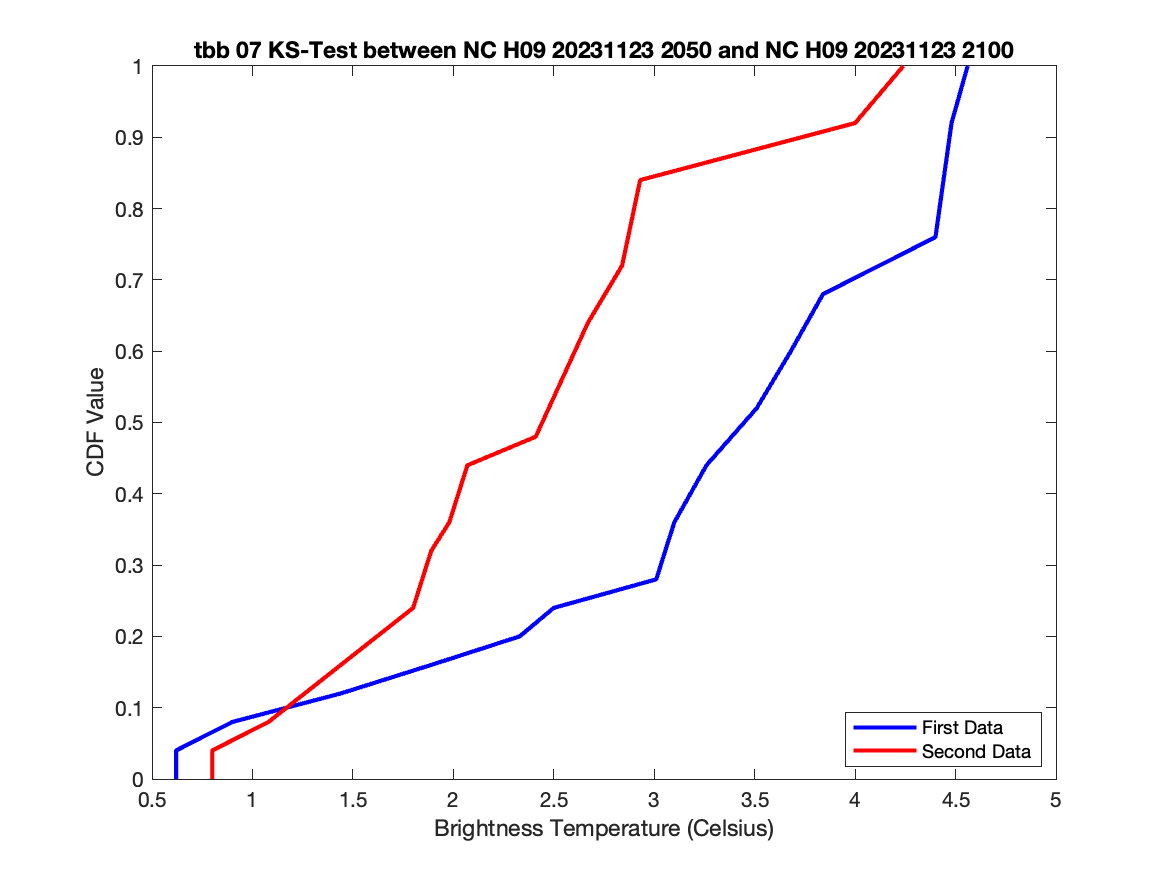 tbb 07 KS-Test between NC H09 20231123 2050 and NC H09 20231123 2100
1
0.9
0.8
0.7
0.6
0.5
0.4
0.3
0.2
0.1
0
CDF Value
First Data
Second Data
0.5 1 1.5 2 2.5 3 3.5 4 4.5 5
Brightness Temperature (Celsius)